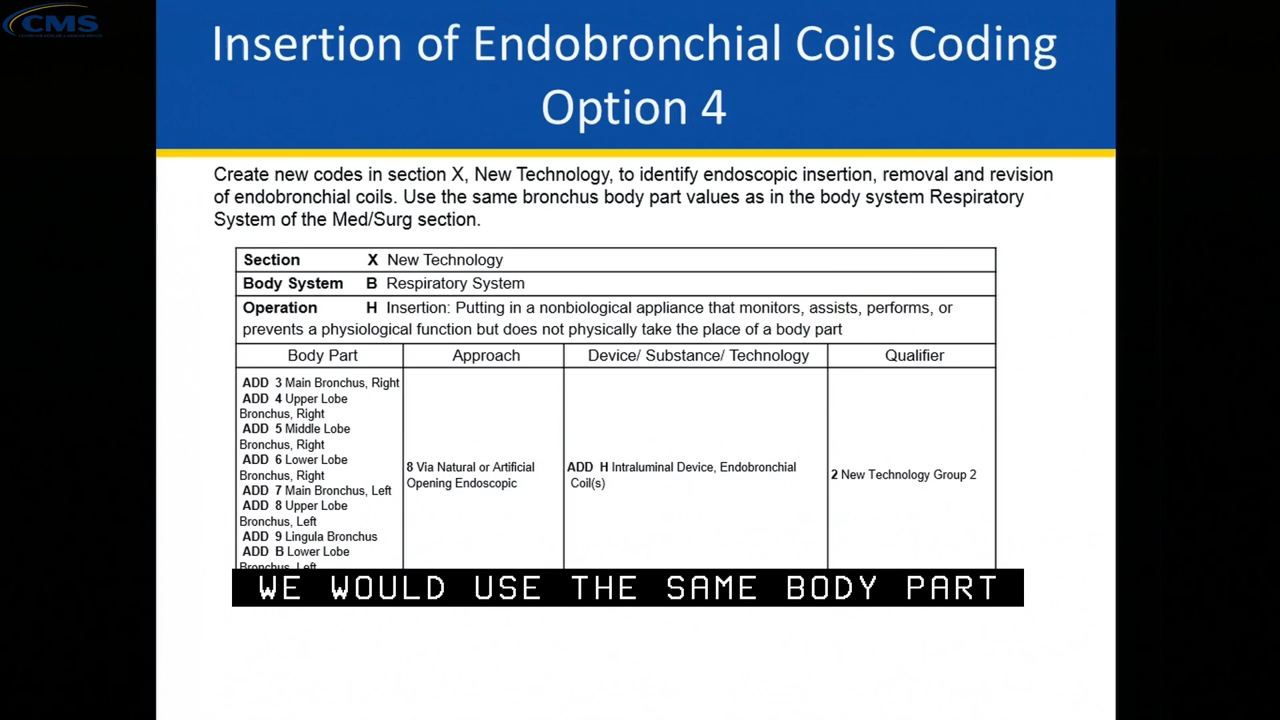 CMS
Insertion of Endobronchial Coils Coding
Option 4
Create new codes in section X, New Technology, to identify endoscopic insertion, removal and revision
of endobronchial coils. Use the same bronchus body part values as in the body system Respiratory
System of the Med/Surg section.
Section X New Technology
Body System B Respiratory System
Operation H Insertion: Putting in a nonbiological appliance that monitors, assists, performs, or
prevents a physiological function but does not physically take the place of a body part
Body Part Approach Device/ Substance/ Technology Qualifier
ADD 3 Main Bronchus, Right
ADD 4 Upper Lobe
Bronchus, Right
ADD 5 Middle Lobe
Bronchus, Right
ADD 6 Lower Lobe
Bronchus, Right
ADD 7 Main Bronchus, Left
ADD 8 Upper Lobe
Bronchus, Left
ADD 9 Lingula Bronchus
ADD B Lower Lobe
Bronchus, Left
8 Via Natural or Artificial
Opening Endoscopic
ADD H Intraluminal Device, Endobronchial
Coil(s)
2 New Technology Group 2
WE WOULD USE THE SAME BODY PART